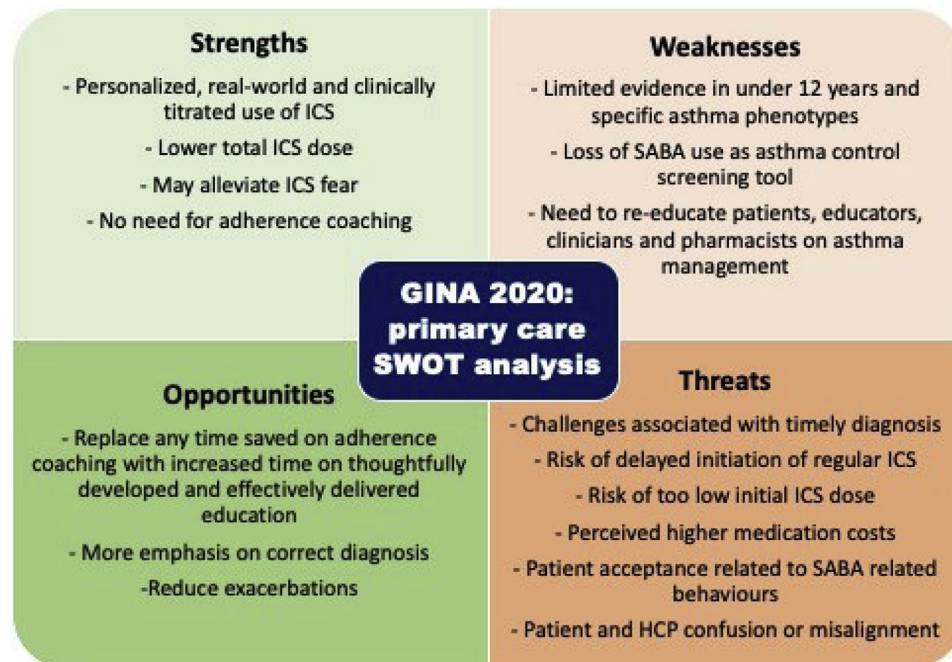 Strengths
- Personalized, real-world and clinically
titrated use of ICS
- Lower total ICS dose
- May alleviate ICS fear
- No need for adherence coaching
Weaknesses
- Limited evidence in under 12 years and
specific asthma phenotypes
- Loss of SABA use as asthma control
screening tool
- Need to re-educate patients, educators,
clinicians and pharmacists on asthma
management
GINA 2020:
primary care
SWOT analysis
Opportunities
- Replace any time saved on adherence
coaching with increased time on thoughtfully
developed and effectively delivered
education
- More emphasis on correct diagnosis
-Reduce exacerbations
Threats
- Challenges associated with timely diagnosis
- Risk of delayed initiation of regular ICS
- Risk of too low initial ICS dose
- Perceived higher medication costs
- Patient acceptance related to SABA related
behaviours
- Patient and HCP confusion or misalignment